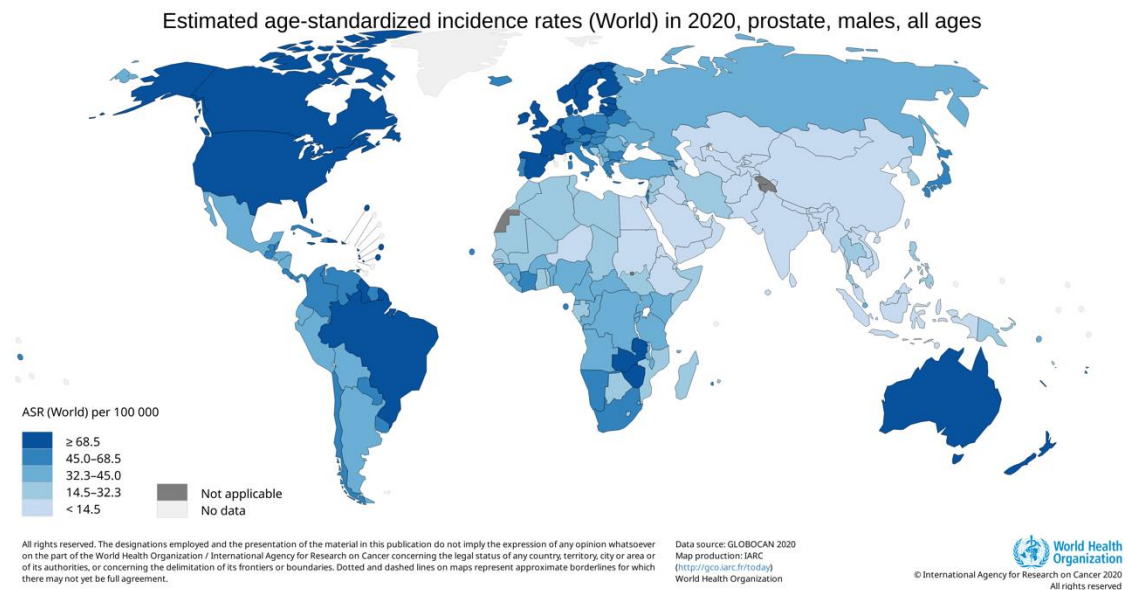 Estimated age-standardized incidence rates (World) in 2020, prostate, males, all ages
ASR (World) per 100 000
≥ 68.5
45.0–68.5
32.3–45.0
14.5–32.3
< 14.5
Not applicable
No data
All rights reserved. The designations employed and the presentation of the material in this publication do not imply the expression of any opinion whatsoever
on the part of the World Health Organization / International Agency for Research on Cancer concerning the legal status of any country, territory, city or area or
of its authorities, or concerning the delimitation of its frontiers or boundaries. Dotted and dashed lines on maps represent approximate borderlines for which
there may not yet be full agreement.
Data source: GLOBOCAN 2020
Map production: IARC
(http://gco.iarc.fr/today)
World Health Organization
World Health
Organization
© International Agency for Research on Cancer 2020
All rights reserved